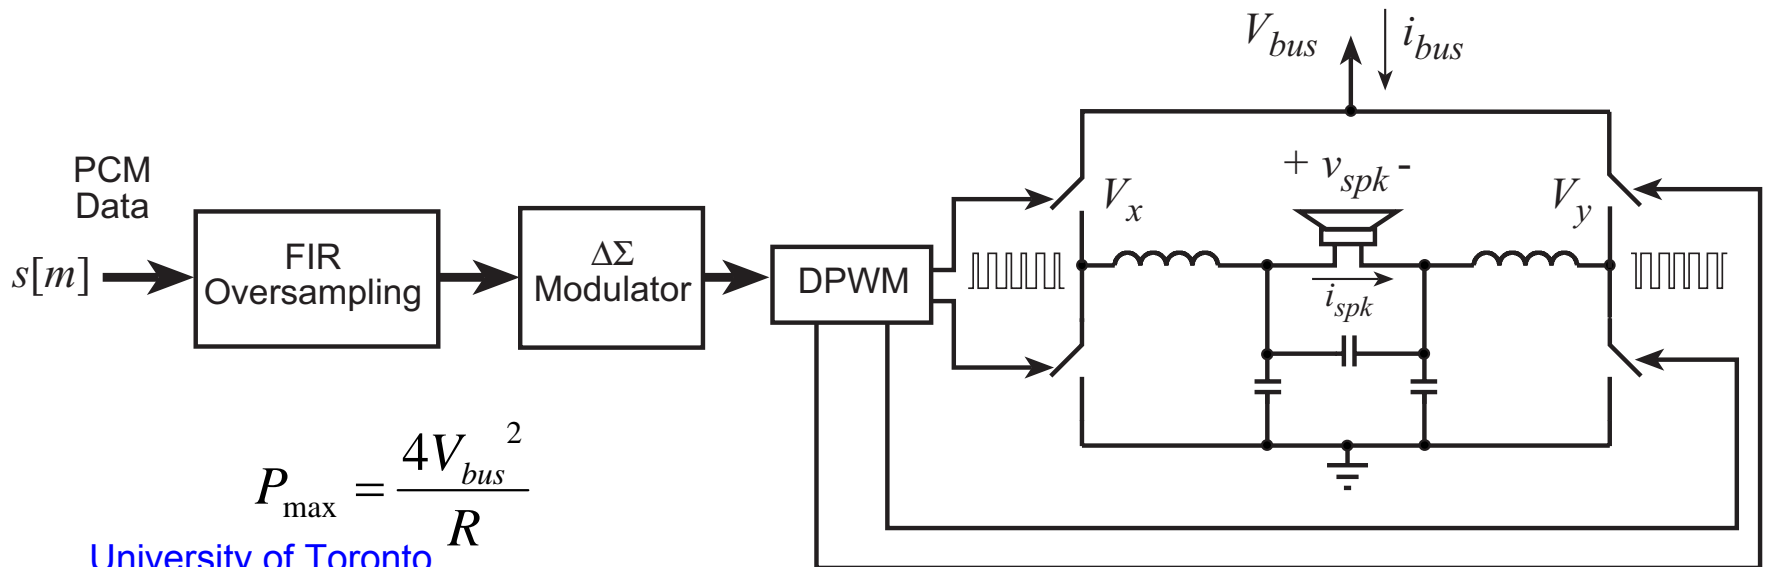 PCM
Data
s[m]
FIR
Oversampling
ΔΣ
Modulator
DPWM
V_bus
i_bus
+ v_spk -
V_x
V_y
i_spk
P_max = 4V_bus^2 / R
University of Toronto